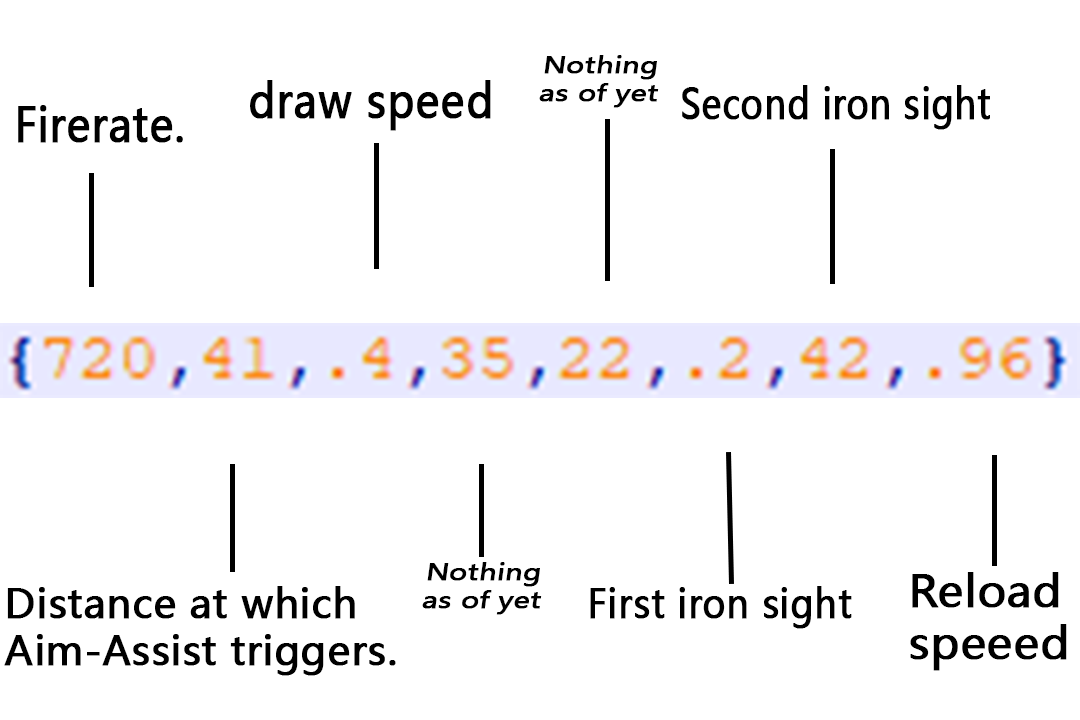 Nothing
as of yet
draw speed
Second iron sight
Firerate.
{720,41,.4,35,22,.2,42,.96}
Nothing
as of yet
Distance at which
Aim-Assist triggers.
First iron sight
Reload
speeed